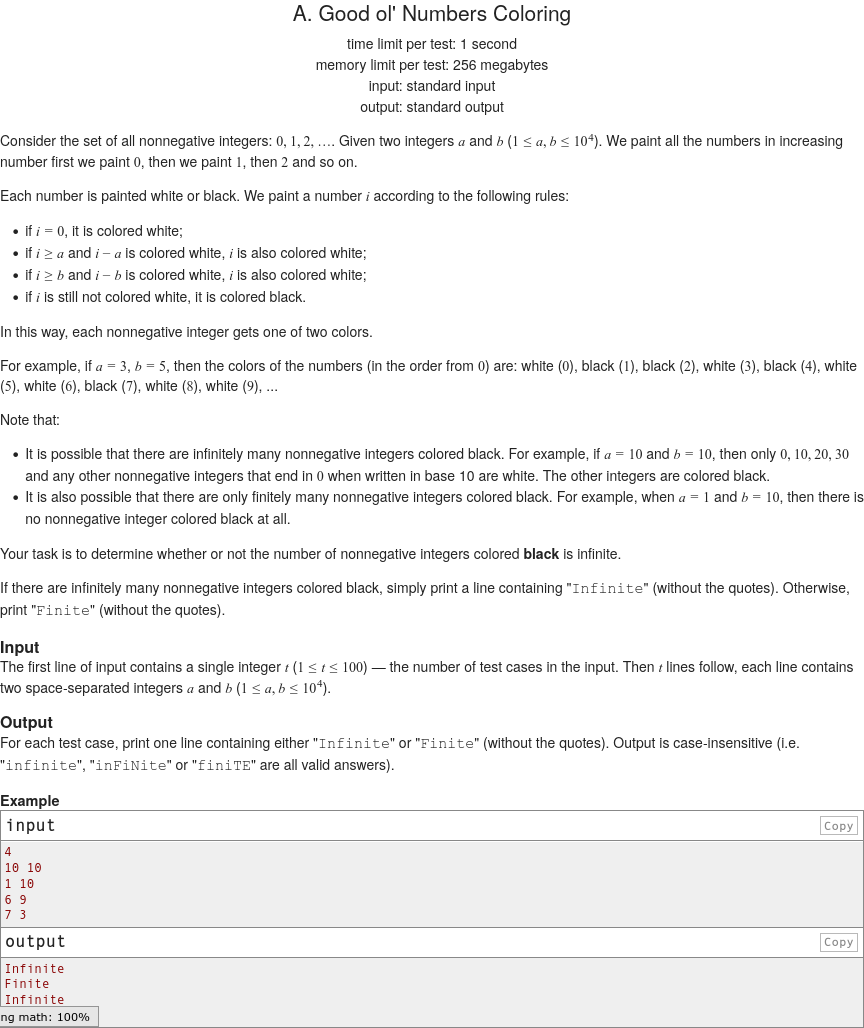 A. Good ol' Numbers Coloring
time limit per test: 1 second
memory limit per test: 256 megabytes
input: standard input
output: standard output
Consider the set of all nonnegative integers: 0, 1, 2, …. Given two integers a and b (1 ≤ a, b ≤ 10⁴). We paint all the numbers in increasing
number first we paint 0, then we paint 1, then 2 and so on.
Each number is painted white or black. We paint a number i according to the following rules:
• if i = 0, it is colored white;
• if i ≥ a and i − a is colored white, i is also colored white;
• if i ≥ b and i − b is colored white, i is also colored white;
• if i is still not colored white, it is colored black.
In this way, each nonnegative integer gets one of two colors.
For example, if a = 3, b = 5, then the colors of the numbers (in the order from 0) are: white (0), black (1), black (2), white (3), black (4), white
(5), white (6), black (7), white (8), white (9), ...
Note that:
• It is possible that there are infinitely many nonnegative integers colored black. For example, if a = 10 and b = 10, then only 0, 10, 20, 30
and any other nonnegative integers that end in 0 when written in base 10 are white. The other integers are colored black.
• It is also possible that there are only finitely many nonnegative integers colored black. For example, when a = 1 and b = 10, then there is
no nonnegative integer colored black at all.
Your task is to determine whether or not the number of nonnegative integers colored black is infinite.
If there are infinitely many nonnegative integers colored black, simply print a line containing "Infinite" (without the quotes). Otherwise,
print "Finite" (without the quotes).
Input
The first line of input contains a single integer t (1 ≤ t ≤ 100) — the number of test cases in the input. Then t lines follow, each line contains
two space-separated integers a and b (1 ≤ a, b ≤ 10⁴).
Output
For each test case, print one line containing either "Infinite" or "Finite" (without the quotes). Output is case-insensitive (i.e.
"infinite", "inFiNite" or "finiTE" are all valid answers).
Example
input Copy
4
10 10
1 10
6 9
7 3
output Copy
Infinite
Finite
Infinite
ng math: 100%